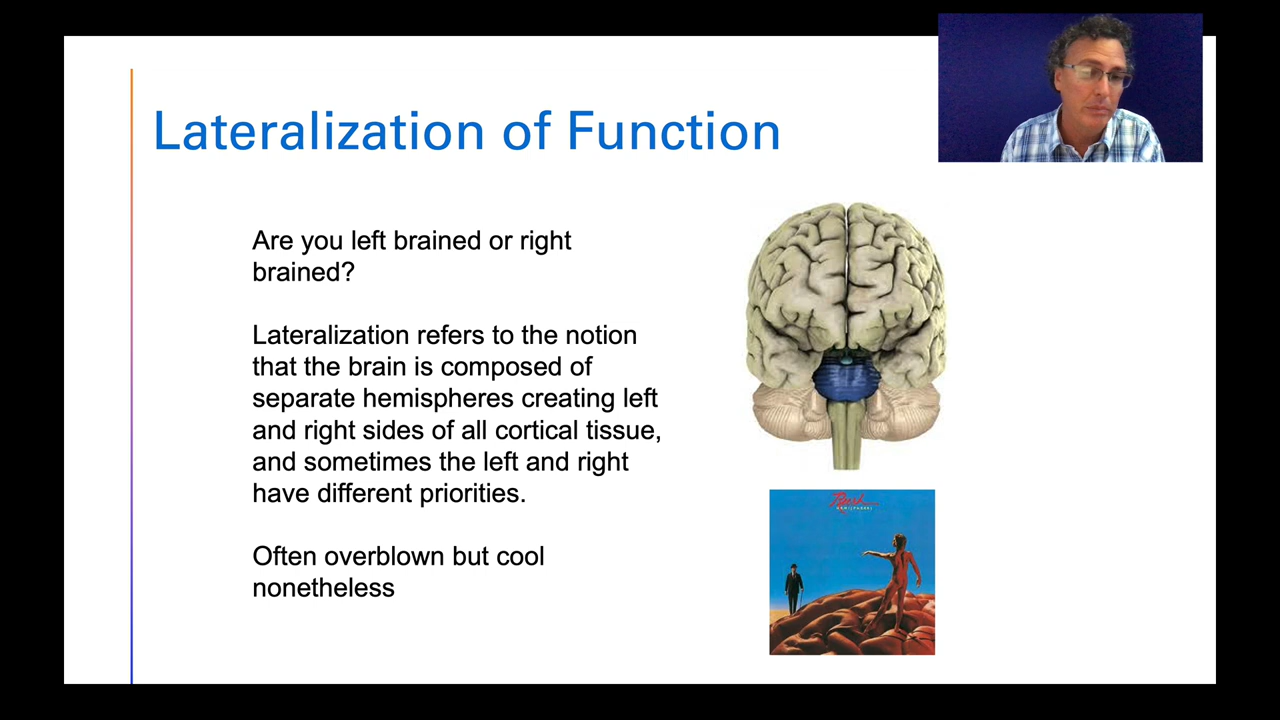 Lateralization of Function
Are you left brained or right
brained?
Lateralization refers to the notion
that the brain is composed of
separate hemispheres creating left
and right sides of all cortical tissue,
and sometimes the left and right
have different priorities.
Often overblown but cool
nonetheless
Rush
HEMISPHERES